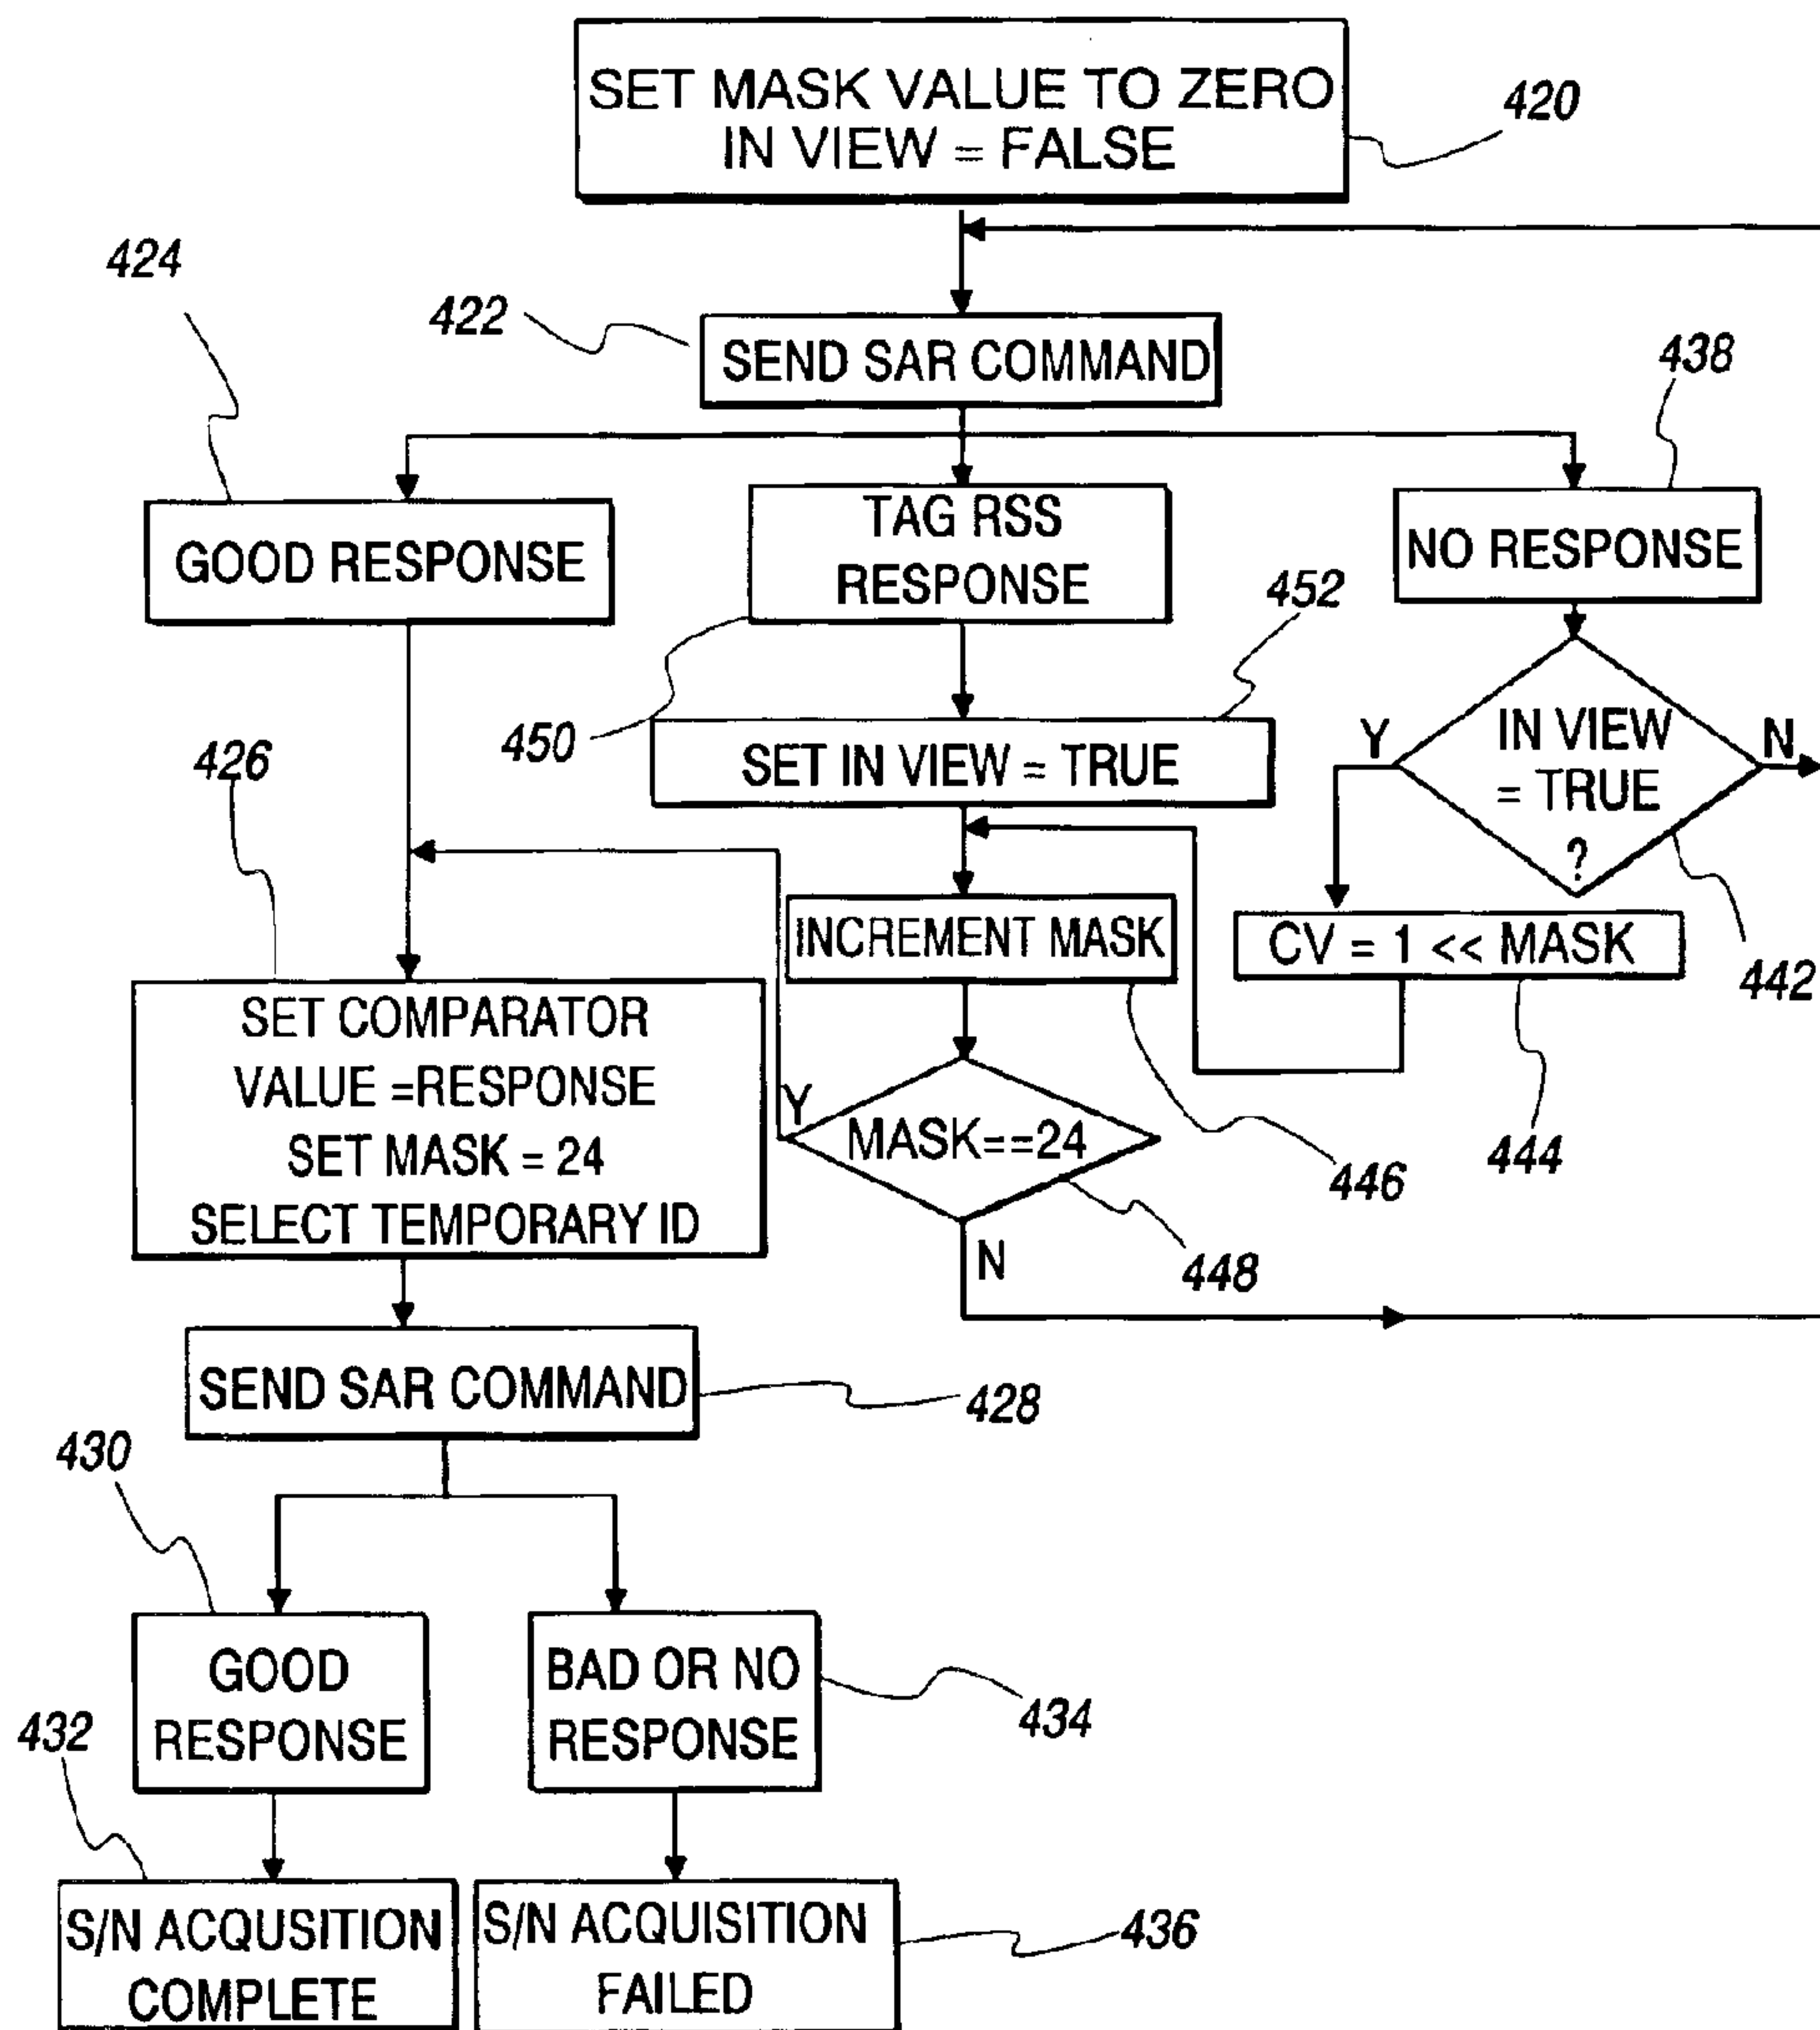 SET MASK VALUE TO ZERO
IN VIEW = FALSE
420
424
422
SEND SAR COMMAND
438
GOOD RESPONSE
TAG RSS
RESPONSE
NO RESPONSE
452
450
426
SET IN VIEW = TRUE
Y
IN VIEW
= TRUE
?
N
INCREMENT MASK
CV = 1 << MASK
442
SET COMPARATOR
VALUE =RESPONSE
SET MASK = 24
SELECT TEMPORARY ID
Y
MASK==24
446
444
N
448
SEND SAR COMMAND
428
430
GOOD
RESPONSE
BAD OR NO
RESPONSE
434
432
S/N ACQUSITION
COMPLETE
S/N ACQUISITION
FAILED
436